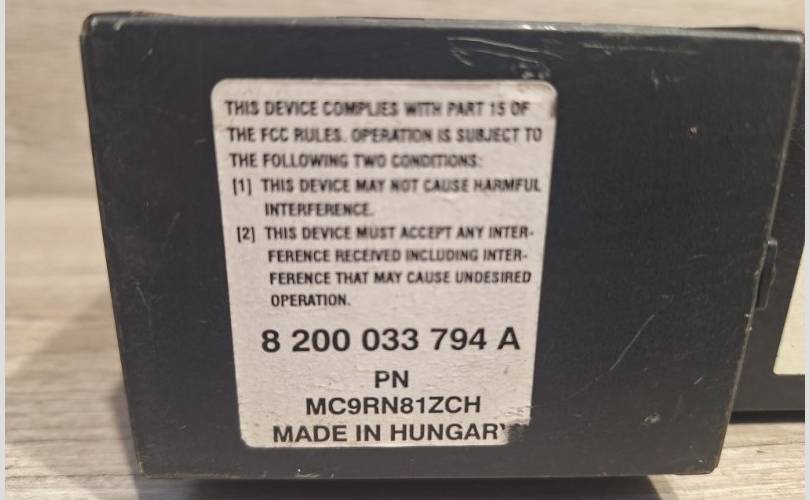 THIS DEVICE COMPLIES WITH PART 15 OF
THE FCC RULES. OPERATION IS SUBJECT TO
THE FOLLOWING TWO CONDITIONS:
[1] THIS DEVICE MAY NOT CAUSE HARMFUL
INTERFERENCE.
[2] THIS DEVICE MUST ACCEPT ANY INTER-
FERENCE RECEIVED INCLUDING INTER-
FERENCE THAT MAY CAUSE UNDESIRED
OPERATION.
8 200 033 794 A
PN
MC9RN81ZCH
MADE IN HUNGARY